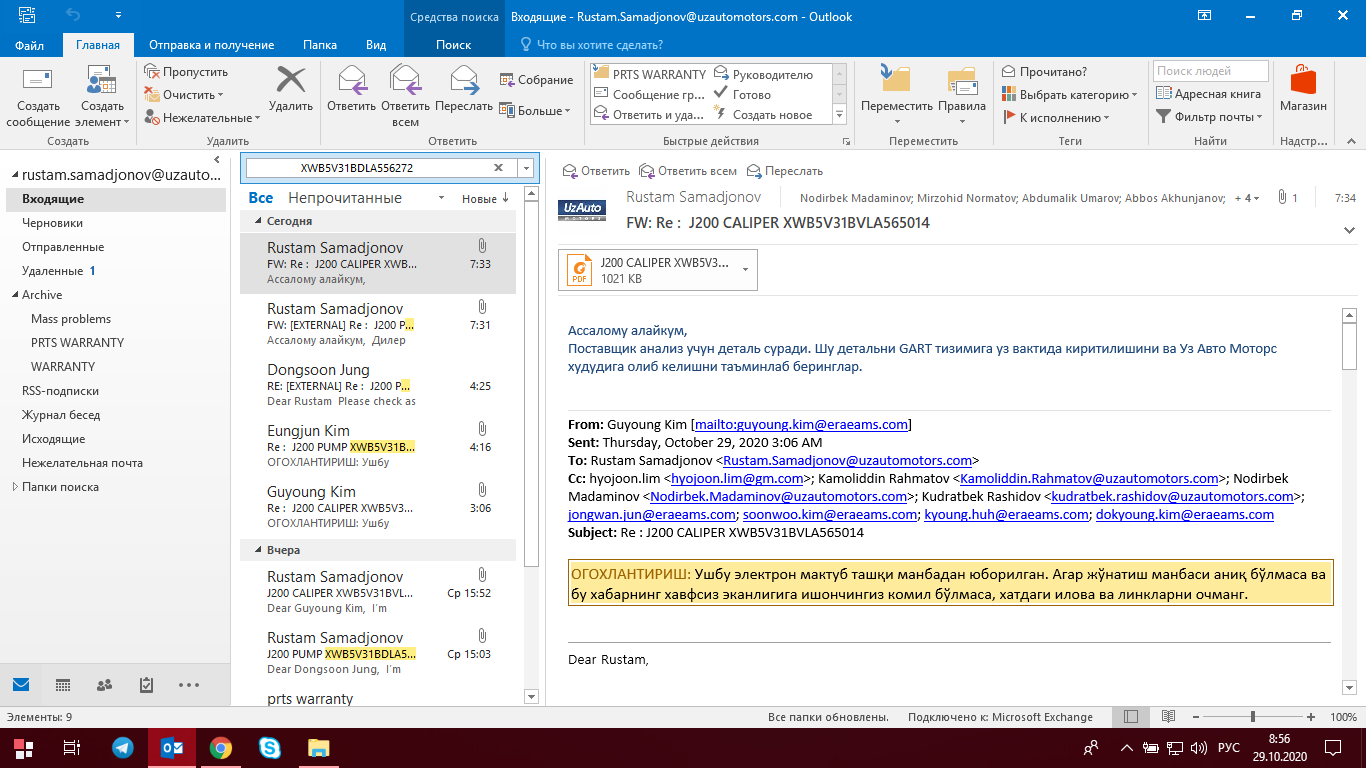 Средства поиска
Входящие - Rustam.Samadjonov@uzautomotors.com - Outlook
Файл
Главная
Отправка и получение
Папка
Вид
Поиск
Что вы хотите сделать?
Создать сообщение
Создать элемент
Создать
Пропустить
Очистить
Нежелательные
Удалить
Удалить
Ответить
Ответить всем
Переслать
Собрание
Больше
Ответить
PRTS WARRANTY
Сообщение гр...
Ответить и уда...
Руководителю
Готово
Создать новое
Быстрые действия
Переместить
Правила
Переместить
Прочитано?
Выбрать категорию
К исполнению
Теги
Поиск людей
Адресная книга
Фильтр почты
Найти
Магазин
Надстр...
rustam.samadjonov@uzauto...
Входящие
Черновики
Отправленные
Удаленные 1
Archive
Mass problems
PRTS WARRANTY
WARRANTY
RSS-подписки
Журнал бесед
Исходящие
Нежелательная почта
Папки поиска
XWB5V31BDLA556272
Все Непрочитанные Новые
Сегодня
Rustam Samadjonov
FW: Re : J200 CALIPER XWB... 7:33
Ассалому алайкум,
Rustam Samadjonov
FW: [EXTERNAL] Re : J200 P... 7:31
Ассалому алайкум, Дилер
Dongsoon Jung
RE: [EXTERNAL] Re : J200 P... 4:25
Dear Rustam Please check as
Eungjun Kim
Re : J200 PUMP XWB5V31B... 4:16
ОГОХЛАНТИРИШ: Ушбу
Guyoung Kim
Re : J200 CALIPER XWB5V3... 3:06
ОГОХЛАНТИРИШ: Ушбу
Вчера
Rustam Samadjonov
J200 CALIPER XWB5V31BVL... Ср 15:52
Dear Guyoung Kim, I'm
Rustam Samadjonov
J200 PUMP XWB5V31BDLA5... Ср 15:03
Dear Dongsoon Jung, I'm
prts warranty
Ответить Ответить всем Переслать
UzAuto
MOTORS
Rustam Samadjonov
Nodirbek Madaminov; Mirzohid Normatov; Abdumalik Umarov; Abbos Akhunjanov; + 4 1 7:34
FW: Re : J200 CALIPER XWB5V31BVLA565014
PDF
J200 CALIPER XWB5V3...
1021 КВ
Ассалому алайкум,
Поставщик анализ учун деталь суради. Шу детальни GART тизимига уз вактида киритилишини ва Уз Авто Моторс
худудига олиб келишни таъминлаб беринглар.
From: Guyoung Kim [mailto:guyoung.kim@eraeams.com]
Sent: Thursday, October 29, 2020 3:06 AM
To: Rustam Samadjonov <Rustam.Samadjonov@uzautomotors.com>
Cc: hyojoon.lim <hyojoon.lim@gm.com>; Kamoliddin Rahmatov <Kamoliddin.Rahmatov@uzautomotors.com>; Nodirbek
Madaminov <Nodirbek.Madaminov@uzautomotors.com>; Kudratbek Rashidov <kudratbek.rashidov@uzautomotors.com>;
jongwan.jun@eraeams.com; soonwoo.kim@eraeams.com; kyoung.huh@eraeams.com; dokyoung.kim@eraeams.com
Subject: Re : J200 CALIPER XWB5V31BVLA565014
ОГОХЛАНТИРИШ: Ушбу электрон мактуб ташқи манбадан юборилган. Агар жўнатиш манбаси аниқ бўлмаса ва
бу хабарнинг хавфсиз эканлигига ишончингиз комил бўлмаса, хатдаги илова ва линкларни очманг.
Dear Rustam,
Элементы: 9
Все папки обновлены.
Подключено к: Microsoft Exchange
100%
РУС
8:56
29.10.2020